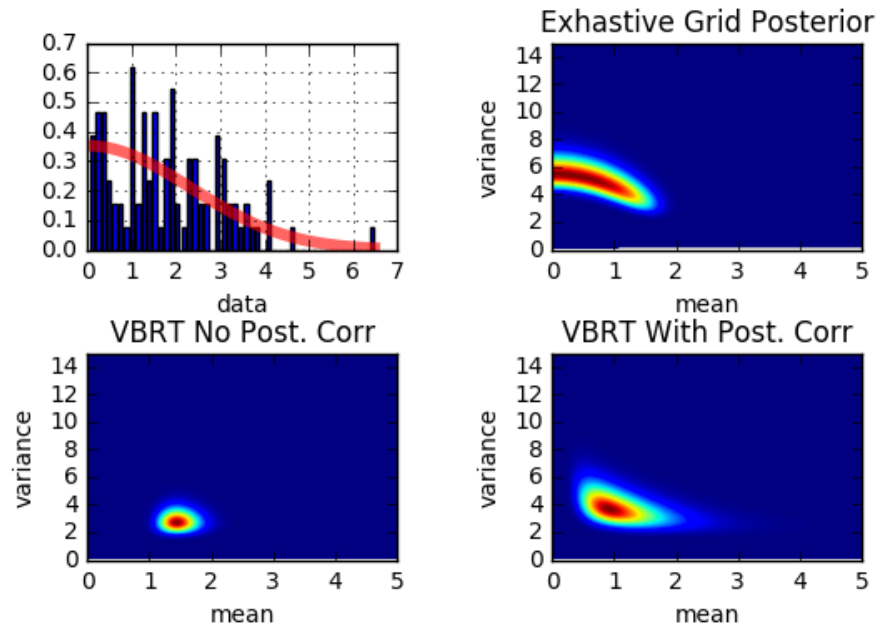 0.7
0.6
0.5
0.4
0.3
0.2
0.1
0.0
0 1 2 3 4 5 6 7
data
Exhastive Grid Posterior
variance
14
12
10
8
6
4
2
0
0 1 2 3 4 5
mean
VBRT No Post. Corr
variance
14
12
10
8
6
4
2
0
0 1 2 3 4 5
mean
VBRT With Post. Corr
variance
14
12
10
8
6
4
2
0
0 1 2 3 4 5
mean